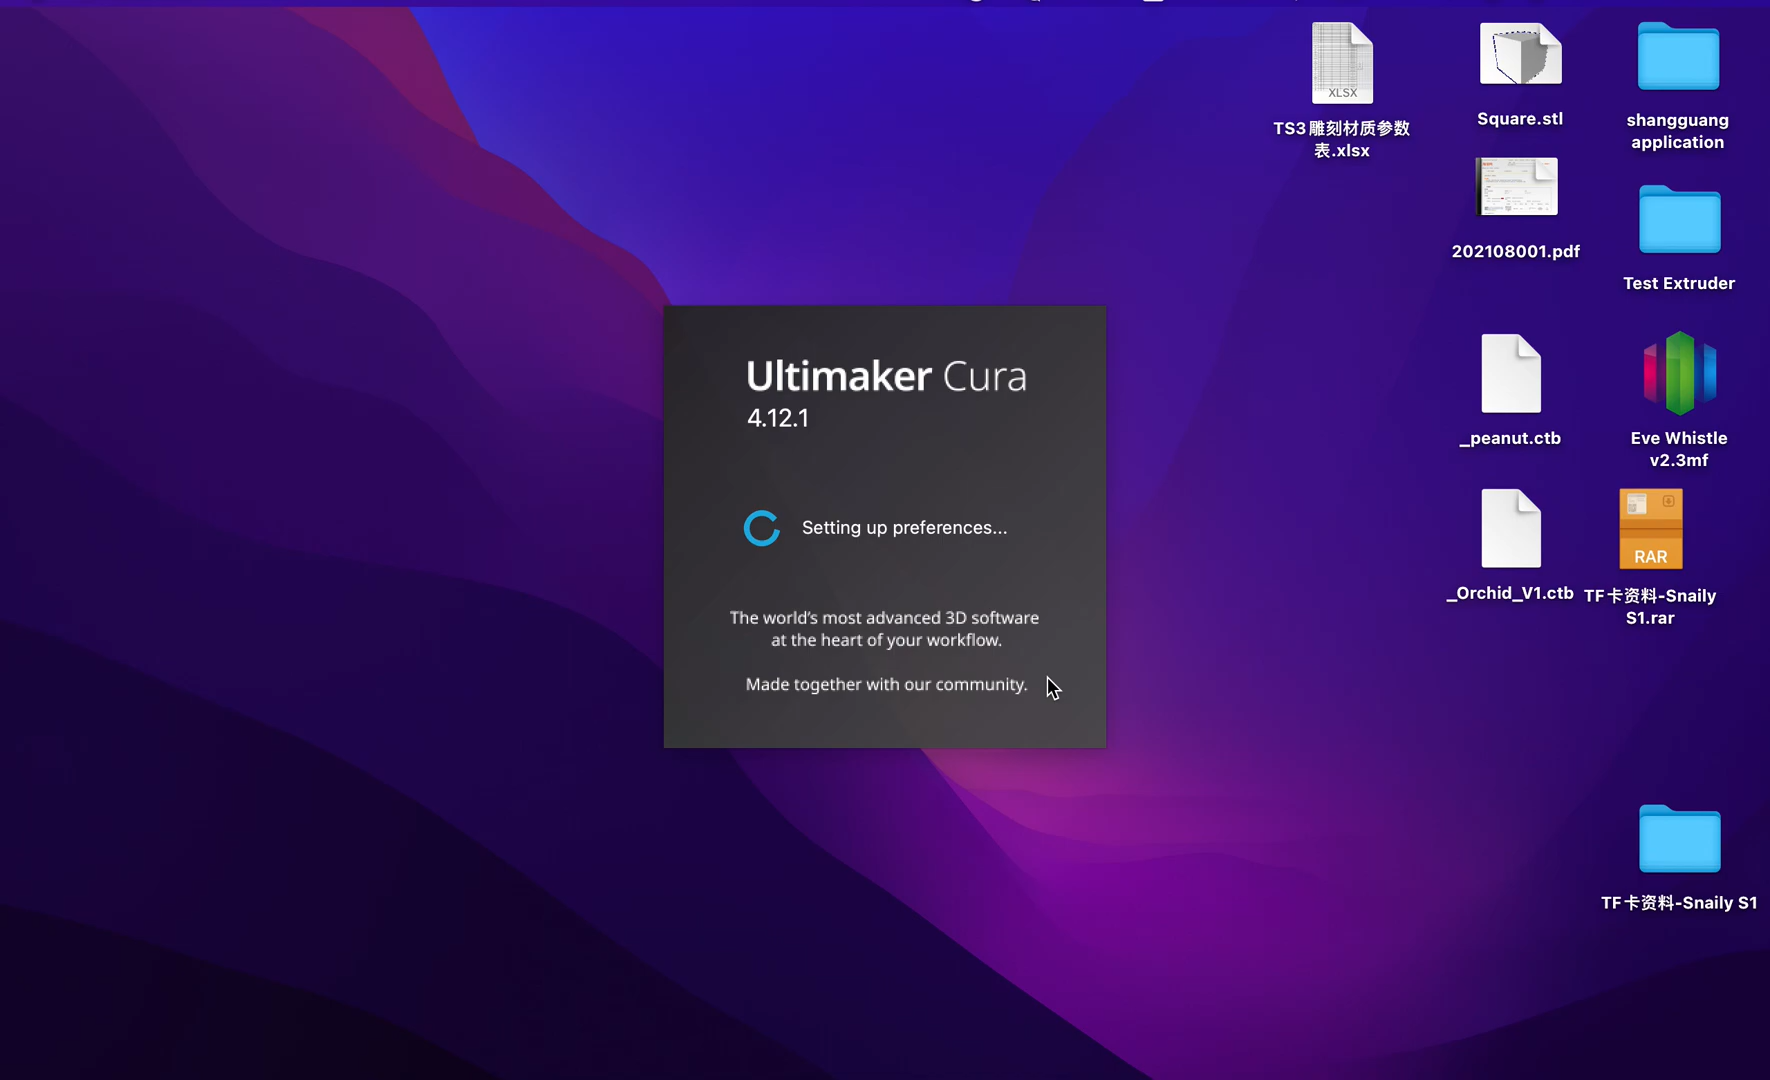 XLSX
TS3雕刻材质参数
表.xlsx
Square.stl
shangguang
application
202108001.pdf
Test Extruder
Ultimaker Cura
4.12.1
_peanut.ctb
Eve Whistle
v2.3mf
Setting up preferences...
RAR
_Orchid_V1.ctb
TF卡资料-Snaily
S1.rar
The world's most advanced 3D software
at the heart of your workflow.
Made together with our community.
TF卡资料-Snaily S1